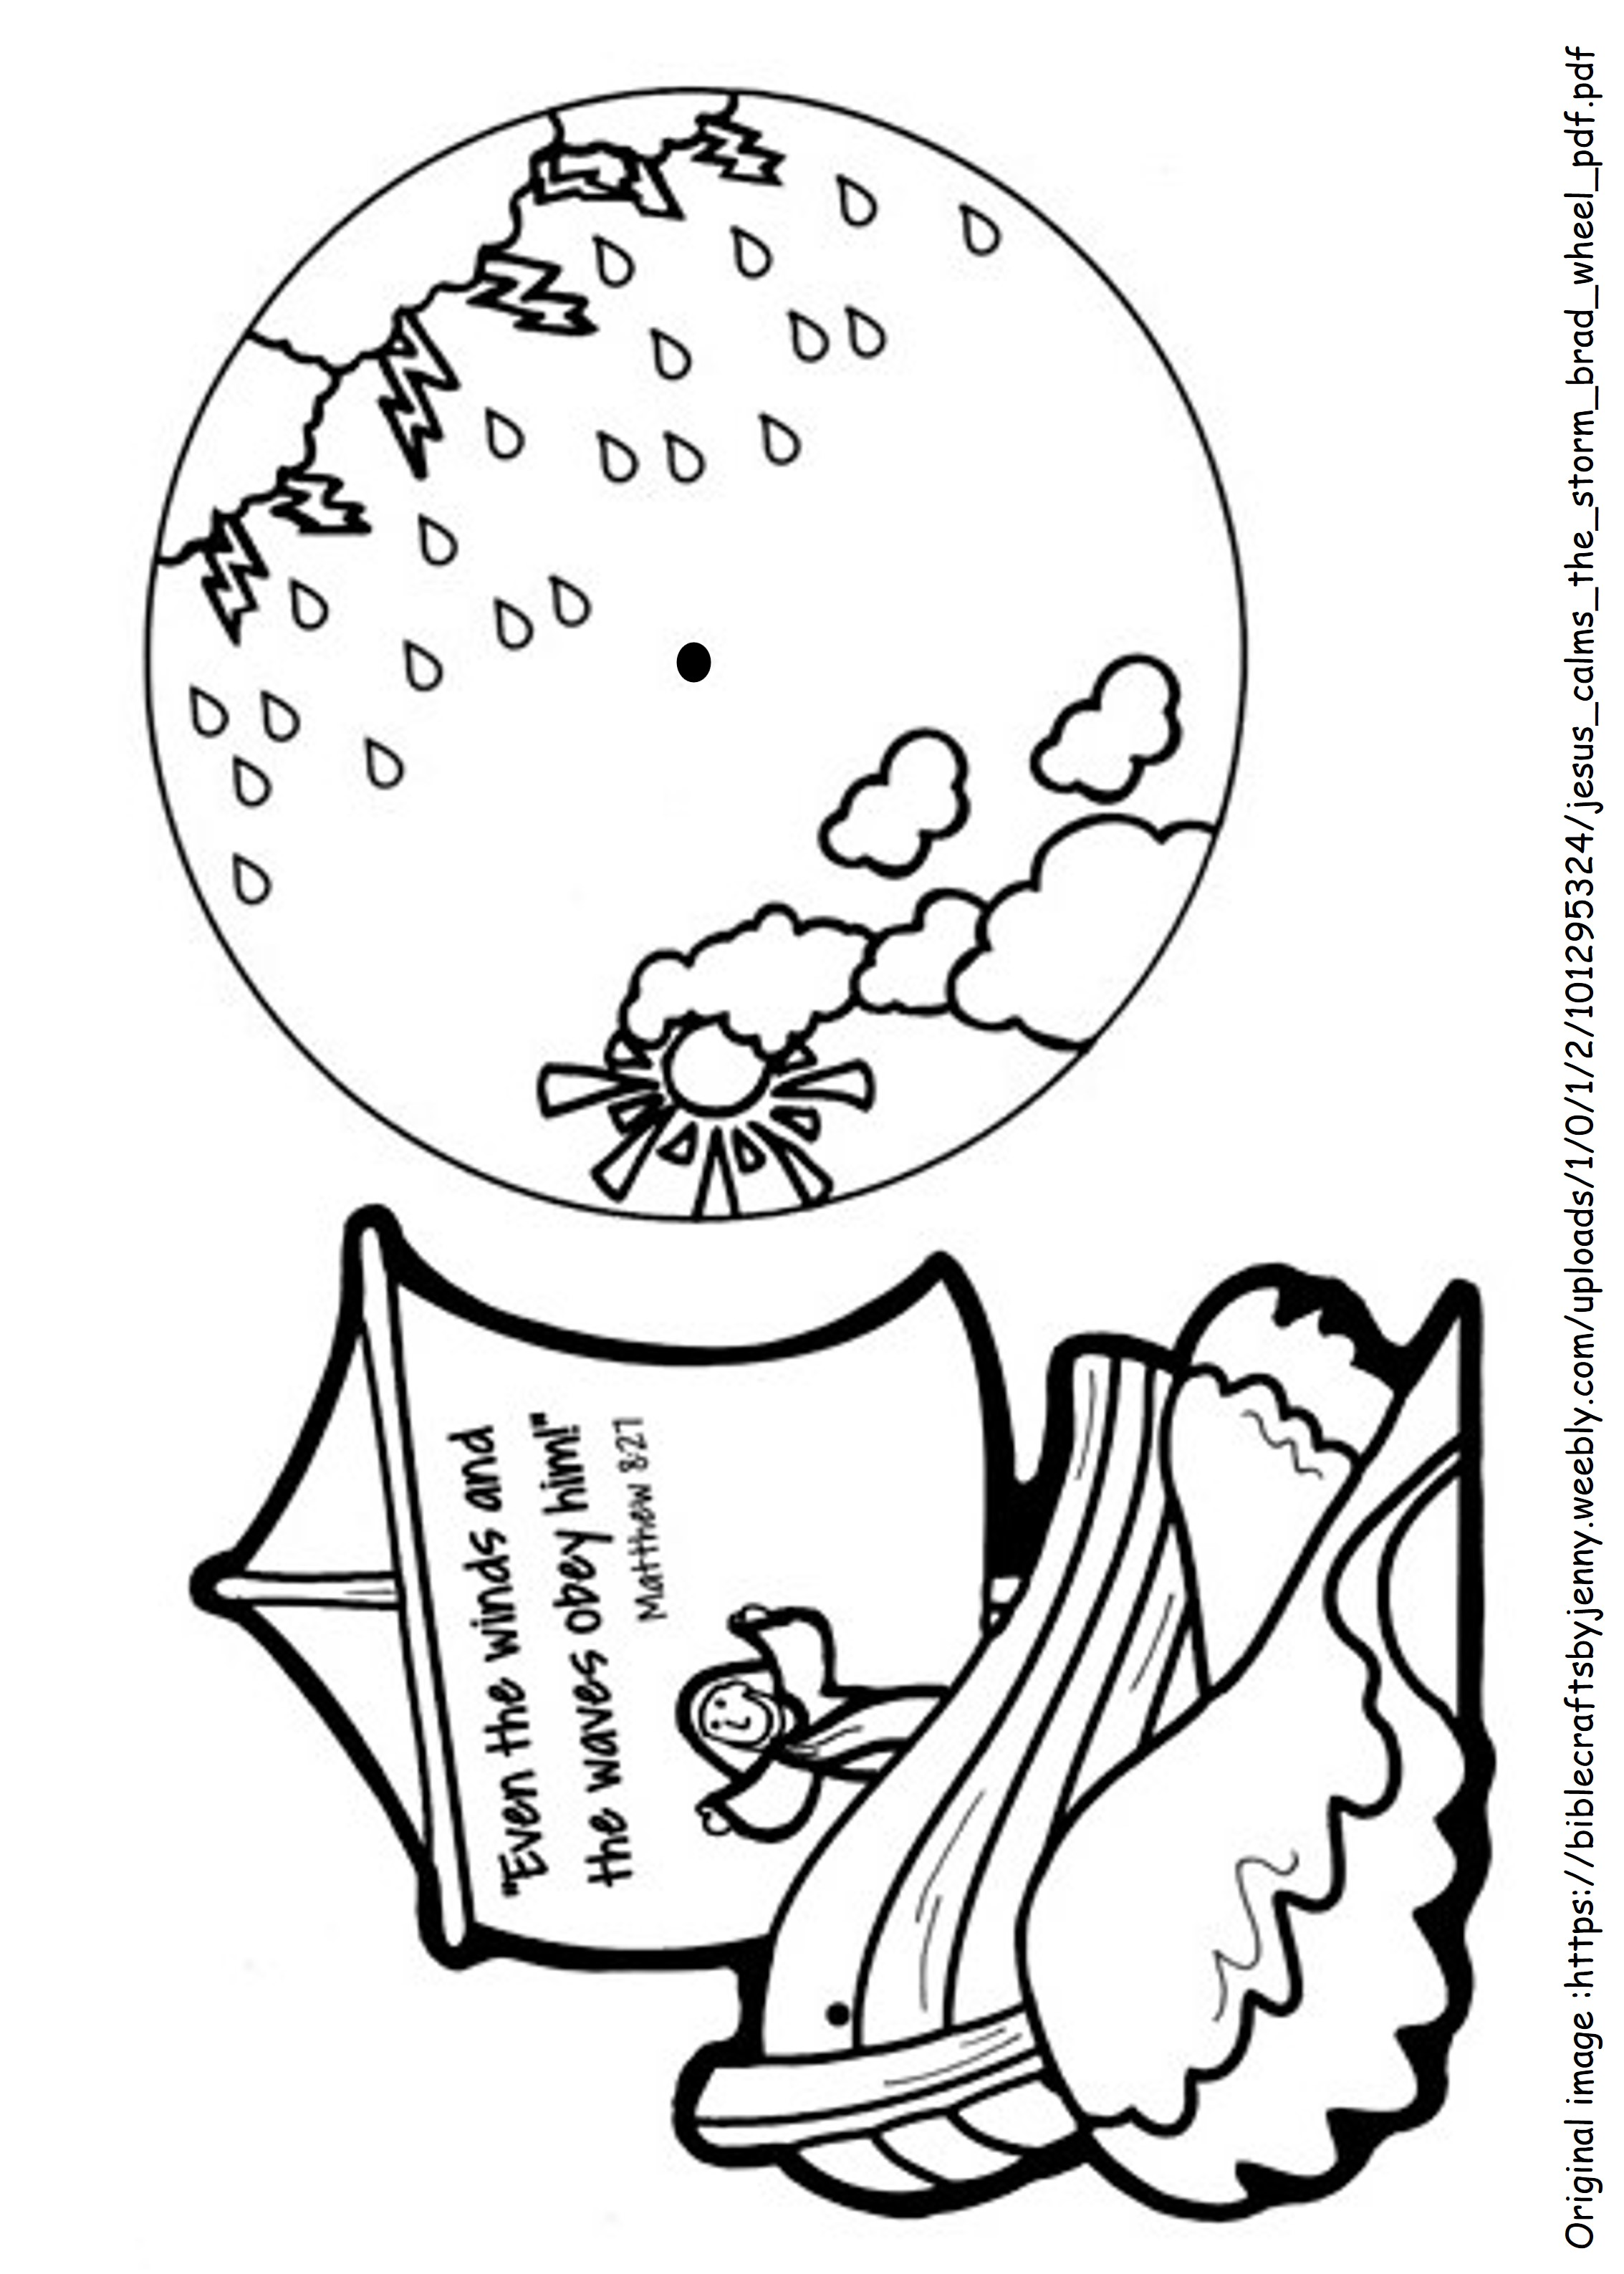 "Even the winds and
the waves obey him!"
Matthew 8:27
Original image :https://biblecraftsbyjenny.weebly.com/uploads/1/0/1/2/101295324/jesus_calms_the_storm_brad_wheel_pdf.pdf